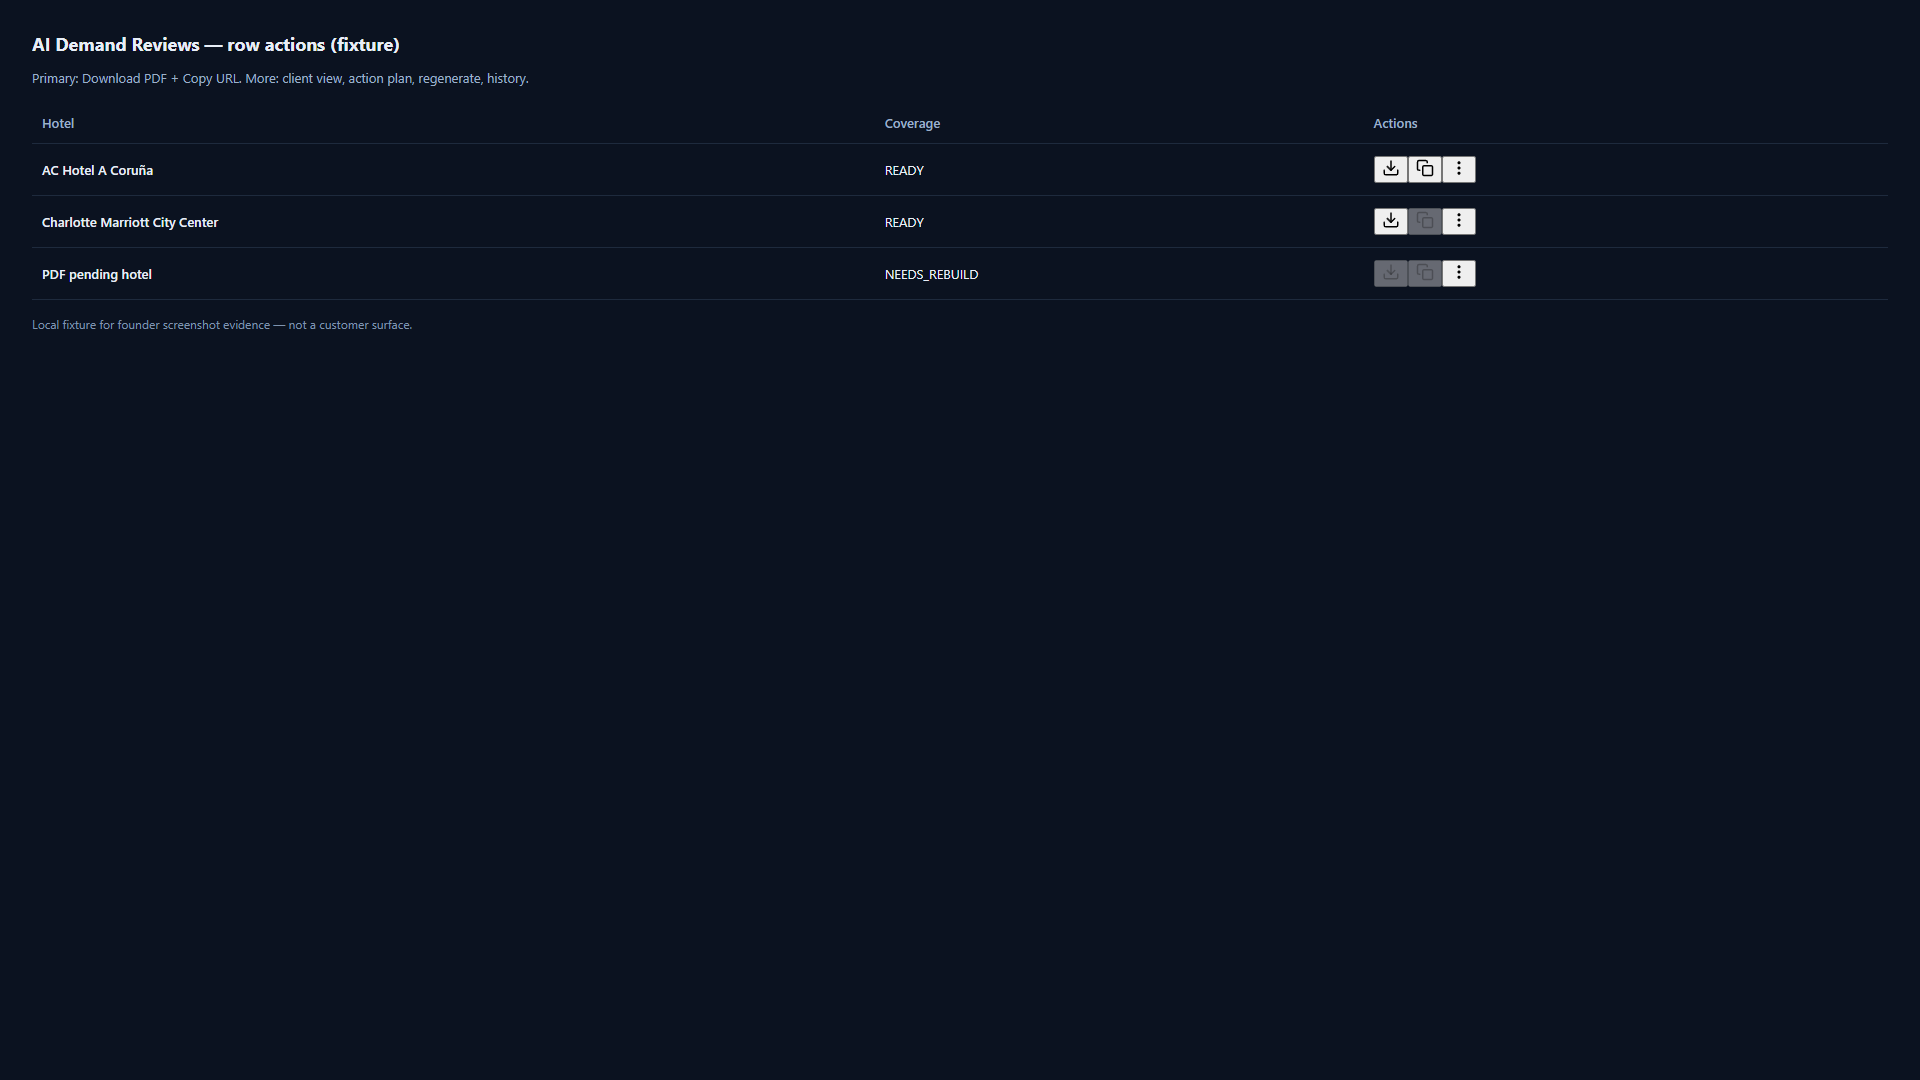 AI Demand Reviews — row actions (fixture)
Primary: Download PDF + Copy URL. More: client view, action plan, regenerate, history.
Hotel Coverage Actions
AC Hotel A Coruña READY
Charlotte Marriott City Center READY
PDF pending hotel NEEDS_REBUILD
Local fixture for founder screenshot evidence — not a customer surface.